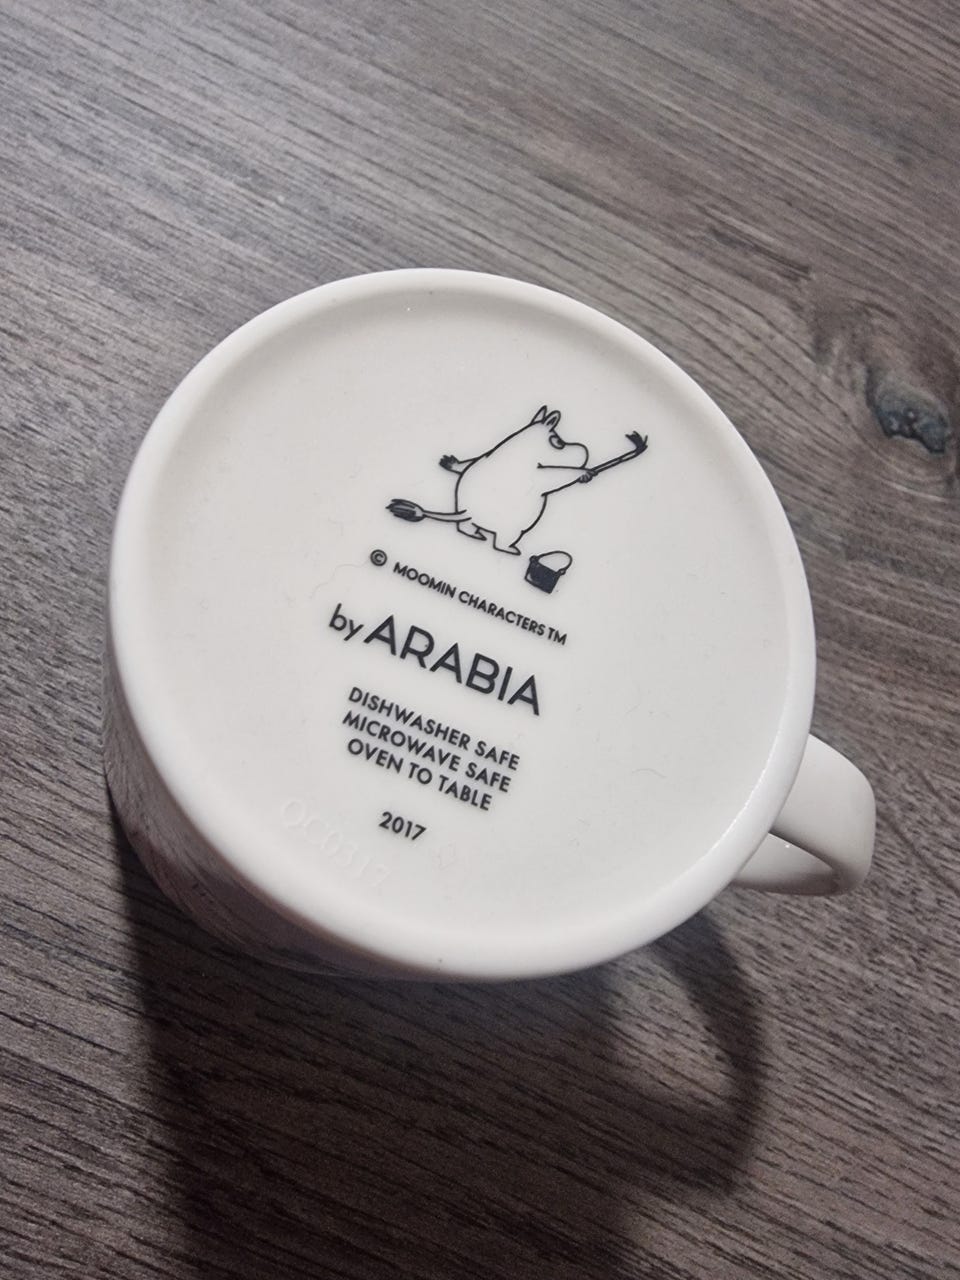 © MOOMIN CHARACTERS TM
by ARABIA
DISHWASHER SAFE
MICROWAVE SAFE
OVEN TO TABLE
2017